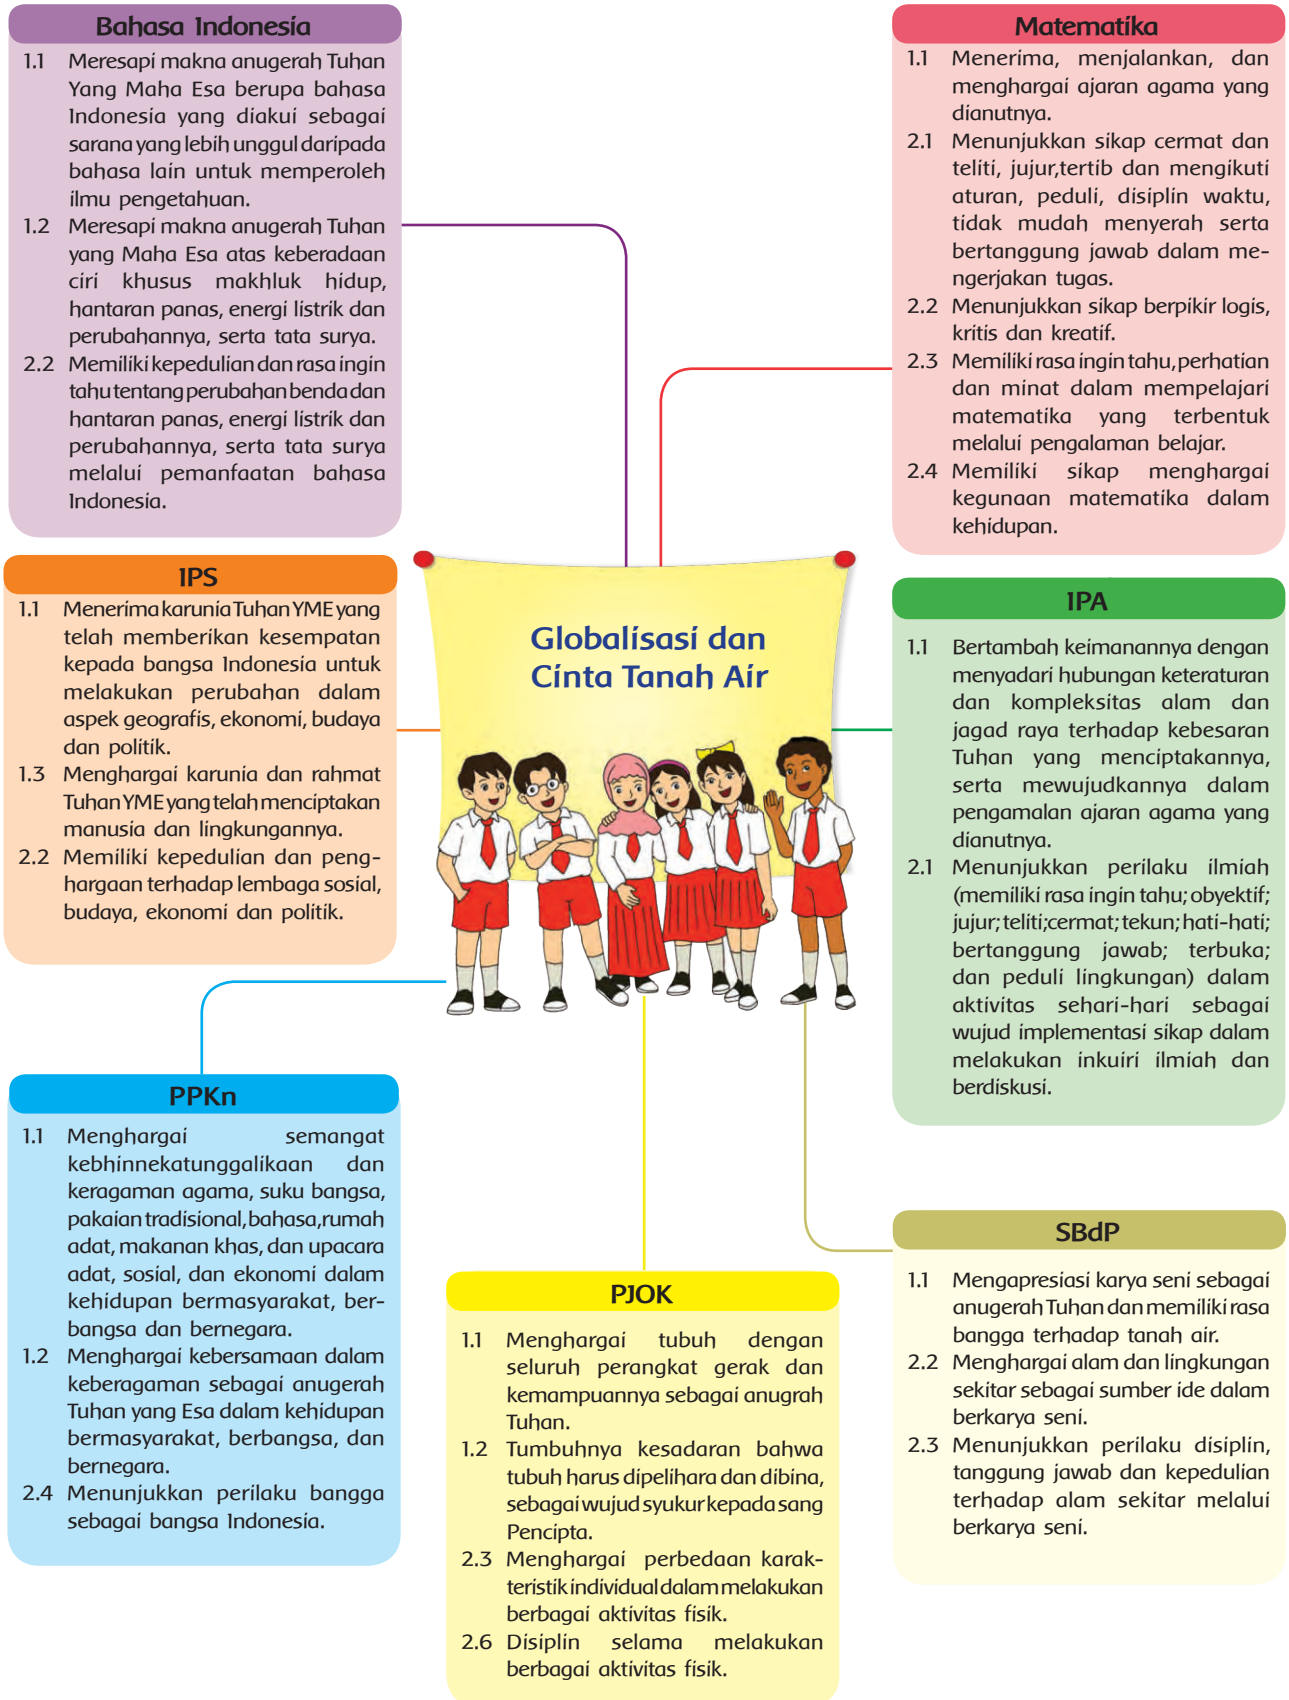 Bahasa Indonesia
1.1 Meresapi makna anugerah Tuhan
Yang Maha Esa berupa bahasa
Indonesia yang diakui sebagai
sarana yang lebih unggul daripada
bahasa lain untuk memperoleh
ilmu pengetahuan.
1.2 Meresapi makna anugerah Tuhan
yang Maha Esa atas keberadaan
ciri khusus makhluk hidup,
hantaran panas, energi listrik dan
perubahannya, serta tata surya.
2.2 Memiliki kepedulian dan rasa ingin
tahu tentang perubahan benda dan
hantaran panas, energi listrik dan
perubahannya, serta tata surya
melalui pemanfaatan bahasa
Indonesia.
Matematika
1.1 Menerima, menjalankan, dan
menghargai ajaran agama yang
dianutnya.
2.1 Menunjukkan sikap cermat dan
teliti, jujur,tertib dan mengikuti
aturan, peduli, disiplin waktu,
tidak mudah menyerah serta
bertanggung jawab dalam me-
ngerjakan tugas.
2.2 Menunjukkan sikap berpikir logis,
kritis dan kreatif.
2.3 Memiliki rasa ingin tahu, perhatian
dan minat dalam mempelajari
matematika yang terbentuk
melalui pengalaman belajar.
2.4 Memiliki sikap menghargai
kegunaan matematika dalam
kehidupan.
IPS
1.1 Menerima karunia Tuhan YME yang
telah memberikan kesempatan
kepada bangsa Indonesia untuk
melakukan perubahan dalam
aspek geografis, ekonomi, budaya
dan politik.
1.3 Menghargai karunia dan rahmat
Tuhan YME yang telah menciptakan
manusia dan lingkungannya.
2.2 Memiliki kepedulian dan peng-
hargaan terhadap lembaga sosial,
budaya, ekonomi dan politik.
Globalisasi dan
Cinta Tanah Air
IPA
1.1 Bertambah keimanannya dengan
menyadari hubungan keteraturan
dan kompleksitas alam dan
jagad raya terhadap kebesaran
Tuhan yang menciptakannya,
serta mewujudkannya dalam
pengamalan ajaran agama yang
dianutnya.
2.1 Menunjukkan perilaku ilmiah
(memiliki rasa ingin tahu; obyektif;
jujur; teliti;cermat; tekun; hati-hati;
bertanggung jawab; terbuka;
dan peduli lingkungan) dalam
aktivitas sehari-hari sebagai
wujud implementasi sikap dalam
melakukan inkuiri ilmiah dan
berdiskusi.
PPKn
1.1 Menghargai semangat
kebhinnekatunggalikaan dan
keragaman agama, suku bangsa,
pakaian tradisional, bahasa, rumah
adat, makanan khas, dan upacara
adat, sosial, dan ekonomi dalam
kehidupan bermasyarakat, ber-
bangsa dan bernegara.
1.2 Menghargai kebersamaan dalam
keberagaman sebagai anugerah
Tuhan yang Esa dalam kehidupan
bermasyarakat, berbangsa, dan
bernegara.
2.4 Menunjukkan perilaku bangga
sebagai bangsa Indonesia.
PJOK
1.1 Menghargai tubuh dengan
seluruh perangkat gerak dan
kemampuannya sebagai anugrah
Tuhan.
1.2 Tumbuhnya kesadaran bahwa
tubuh harus dipelihara dan dibina,
sebagai wujud syukur kepada sang
Pencipta.
2.3 Menghargai perbedaan karak-
teristik individual dalam melakukan
berbagai aktivitas fisik.
2.6 Disiplin selama melakukan
berbagai aktivitas fisik.
SBdP
1.1 Mengapresiasi karya seni sebagai
anugerah Tuhan dan memiliki rasa
bangga terhadap tanah air.
2.2 Menghargai alam dan lingkungan
sekitar sebagai sumber ide dalam
berkarya seni.
2.3 Menunjukkan perilaku disiplin,
tanggung jawab dan kepedulian
terhadap alam sekitar melalui
berkarya seni.